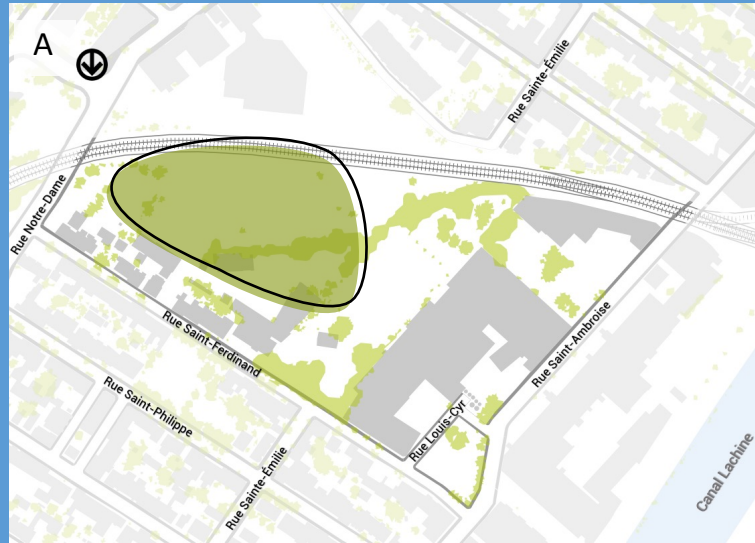 A
Rue Sainte-Émilie
Rue Notre-Dame
Rue Saint-Ferdinand
Rue Saint-Ambroise
Rue Saint-Philippe
Rue Louis-Cyr
Rue Sainte-Émilie
Canal Lachine